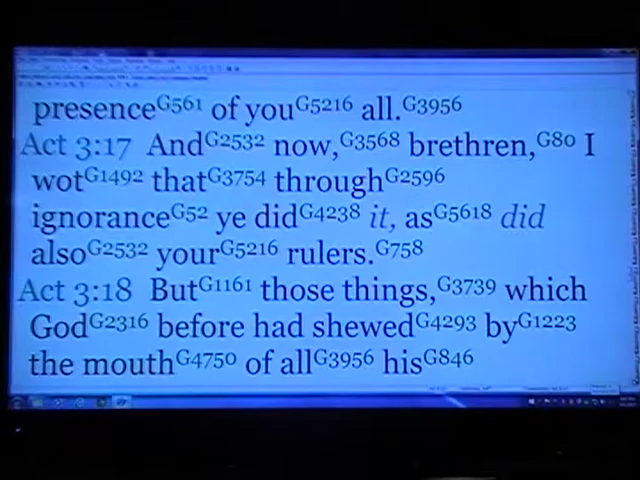 presenceG561 of youG5216 all.G3956
Act 3:17 AndG2532 now,G3568 brethren,G80 I
wotG1492 thatG3754 throughG2596
ignoranceG52 ye didG4238 it, asG5618 did
alsoG2532 yourG5216 rulers.G758
Act 3:18 ButG1161 those things,G3739 which
GodG2316 before had shewedG4293 byG1223
the mouthG4750 of allG3956 hisG846